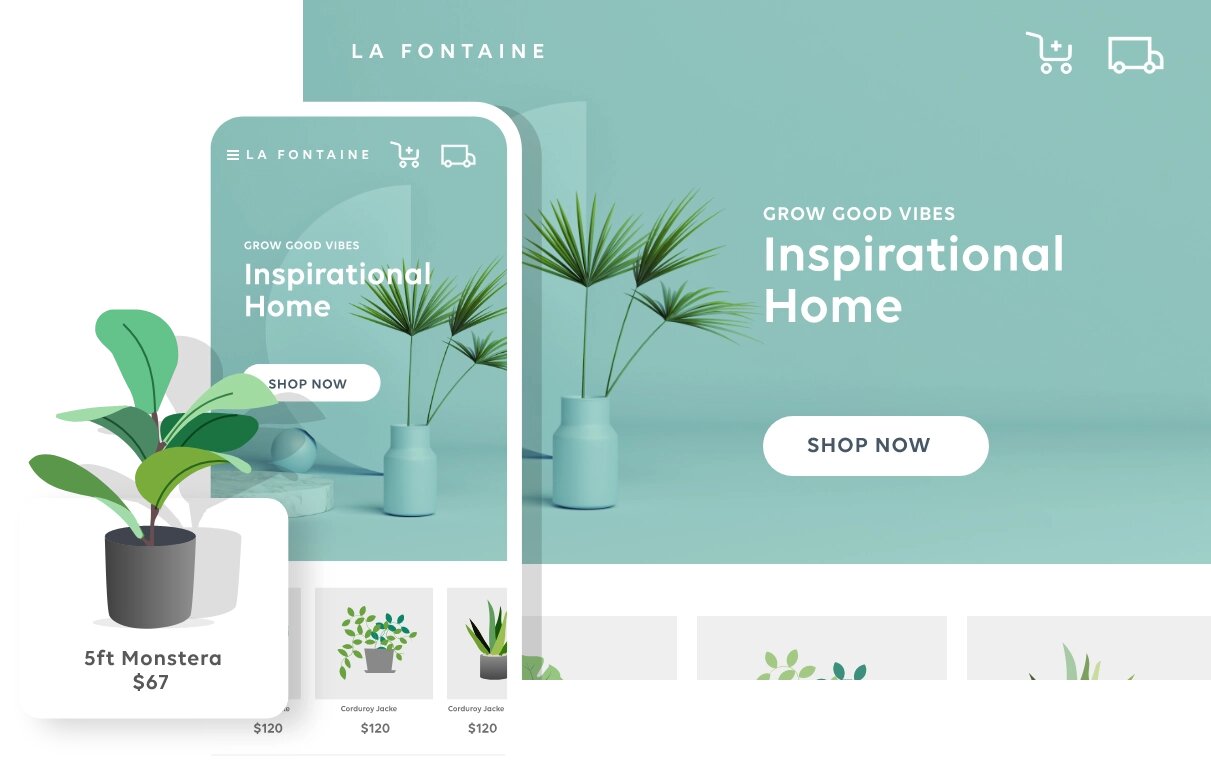 LA FONTAINE
GROW GOOD VIBES
Inspirational
Home
SHOP NOW
LA FONTAINE
GROW GOOD VIBES
Inspirational
Home
SHOP NOW
5ft Monstera
$67
$120
Corduroy Jacke
$120
Corduroy Jacke
$120